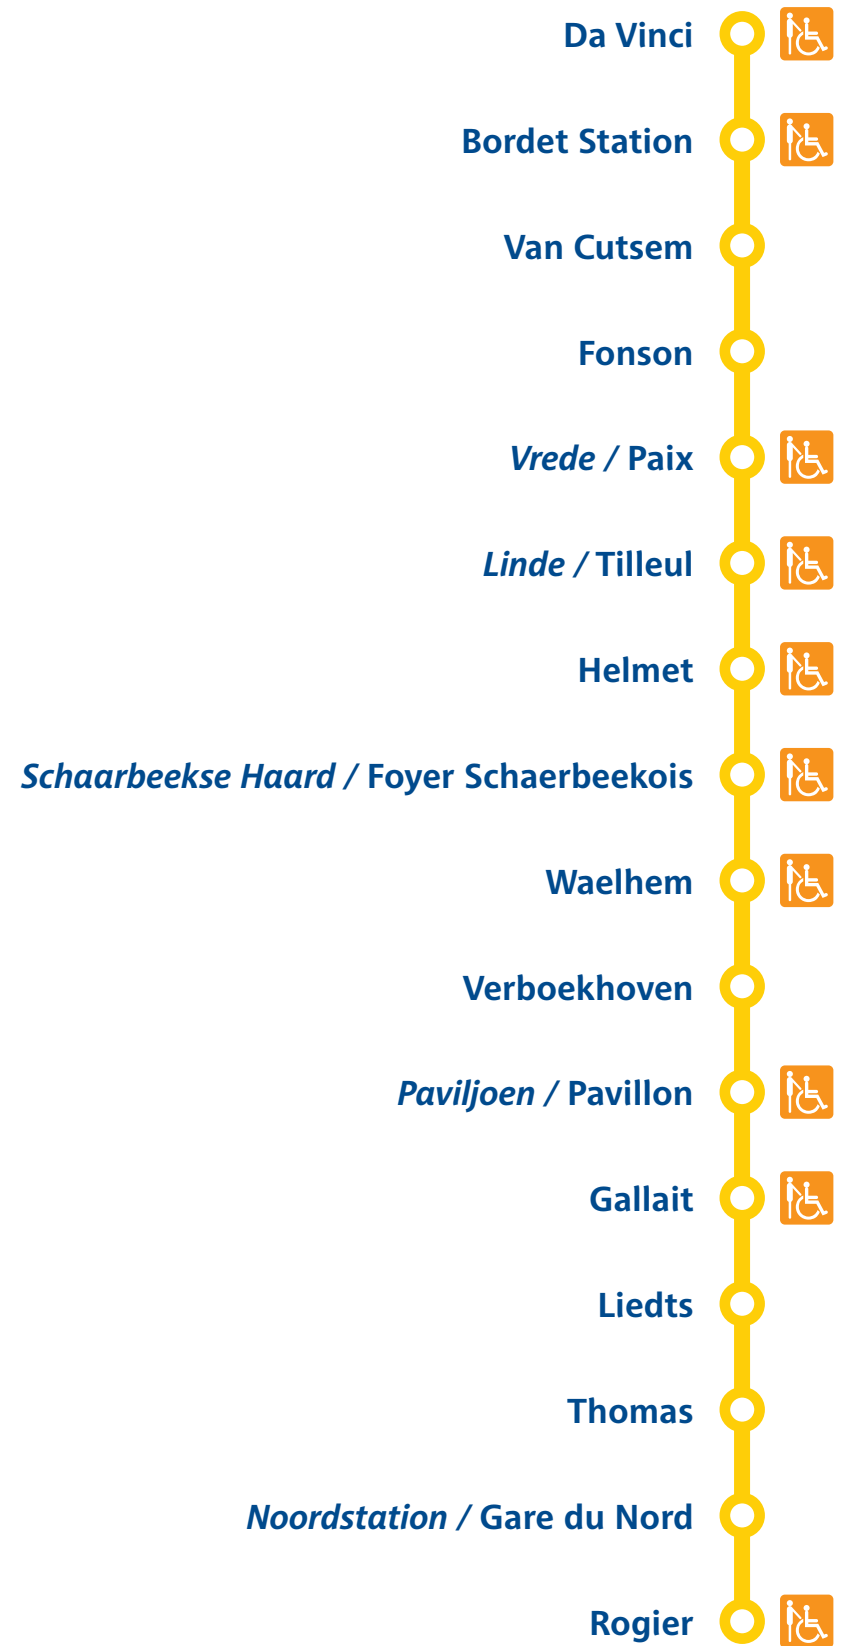 Da Vinci
Bordet Station
Van Cutsem
Fonson
Vrede / Paix
Linde / Tilleul
Helmet
Schaarbeekse Haard / Foyer Schaerbeekois
Waelhem
Verboekhoven
Paviljoen / Pavillon
Gallait
Liedts
Thomas
Noordstation / Gare du Nord
Rogier